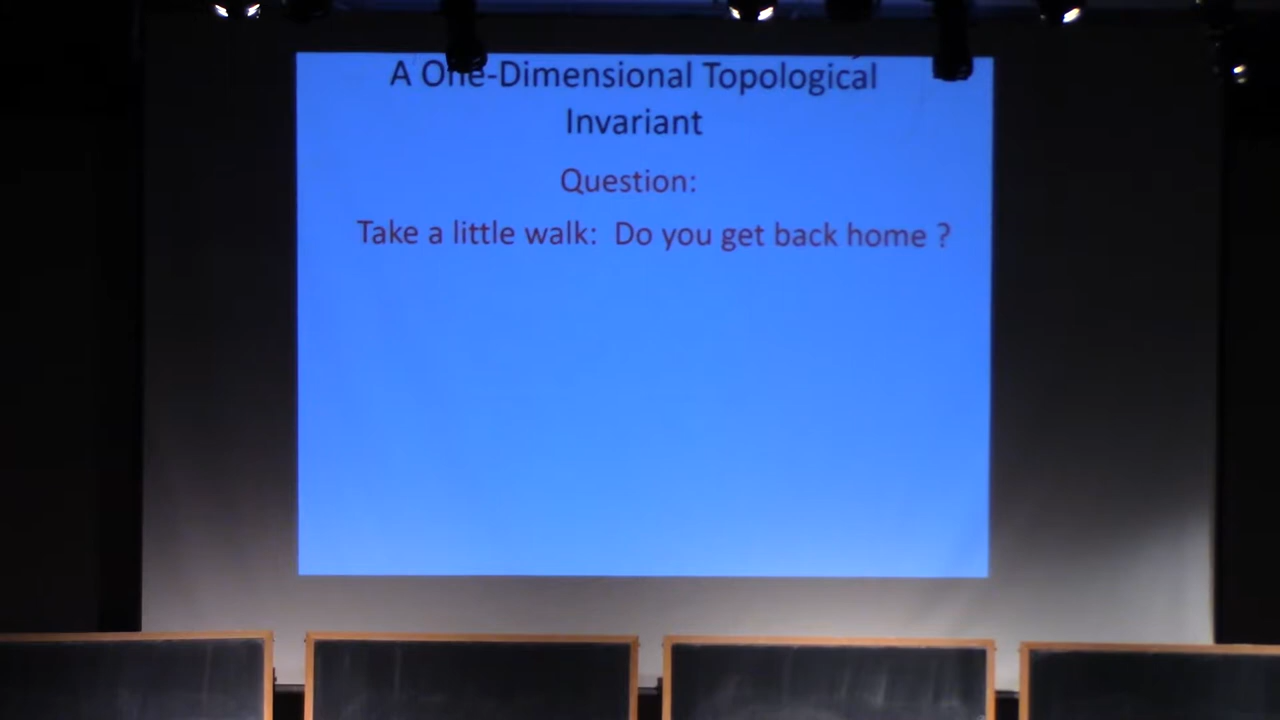 A One-Dimensional Topological
Invariant
Question:
Take a little walk: Do you get back home ?